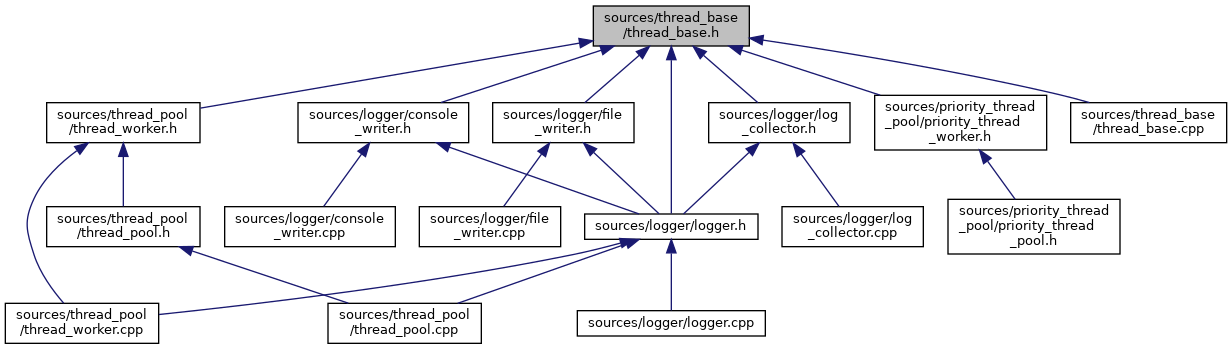 sources/thread_base
/thread_base.h
sources/thread_pool
/thread_worker.h
sources/logger/console
_writer.h
sources/logger/file
_writer.h
sources/logger/log
_collector.h
sources/priority_thread
_pool/priority_thread
_worker.h
sources/thread_base
/thread_base.cpp
sources/thread_pool
/thread_pool.h
sources/logger/console
_writer.cpp
sources/logger/file
_writer.cpp
sources/logger/logger.h
sources/logger/log
_collector.cpp
sources/priority_thread
_pool/priority_thread
_pool.h
sources/thread_pool
/thread_worker.cpp
sources/thread_pool
/thread_pool.cpp
sources/logger/logger.cpp